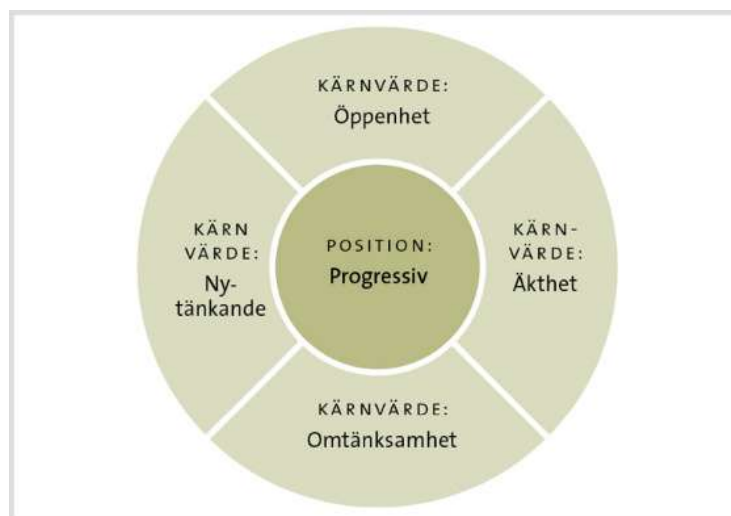 KÄRNVÄRDE:
Öppenhet
KÄRN
VÄRDE:
Ny-
tänkande
POSITION:
Progressiv
KÄRN-
VÄRDE:
Äkthet
KÄRNVÄRDE:
Omtänksamhet